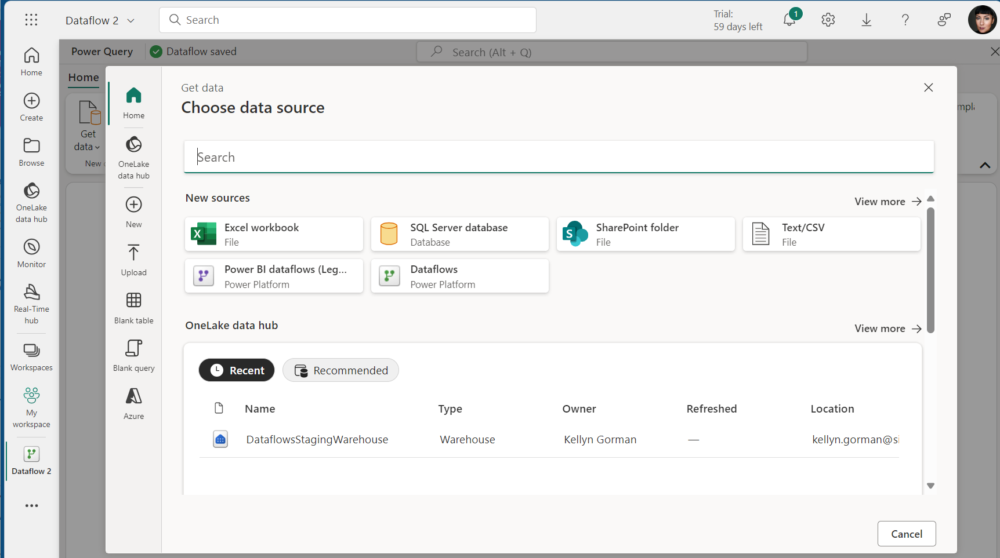 Dataflow 2
Search
Trial:
59 days left
1
Home
Create
Browse
OneLake
data hub
Monitor
Real-Time
hub
Workspaces
My
workspace
Dataflow 2
Power Query
Dataflow saved
Search (Alt + Q)
Home
Get
data
New
Home
OneLake
data hub
New
Upload
Blank table
Blank query
Azure
Get data
Choose data source
Search
New sources
View more
Excel workbook
File
SQL Server database
Database
SharePoint folder
File
Text/CSV
File
Power BI dataflows (Leg...
Power Platform
Dataflows
Power Platform
OneLake data hub
View more
Recent
Recommended
Name Type Owner Refreshed Location
DataflowsStagingWarehouse Warehouse Kellyn Gorman — kellyn.gorman@si
Cancel